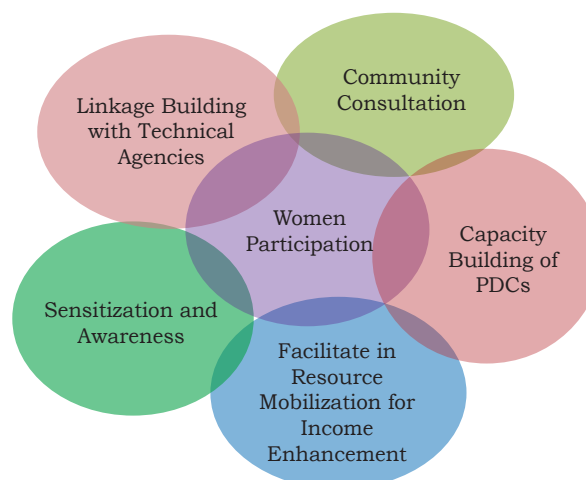 Community
Consultation
Linkage Building
with Technical
Agencies
Women
Participation
Capacity
Building of
PDCs
Sensitization and
Awareness
Facilitate in
Resource
Mobilization for
Income
Enhancement